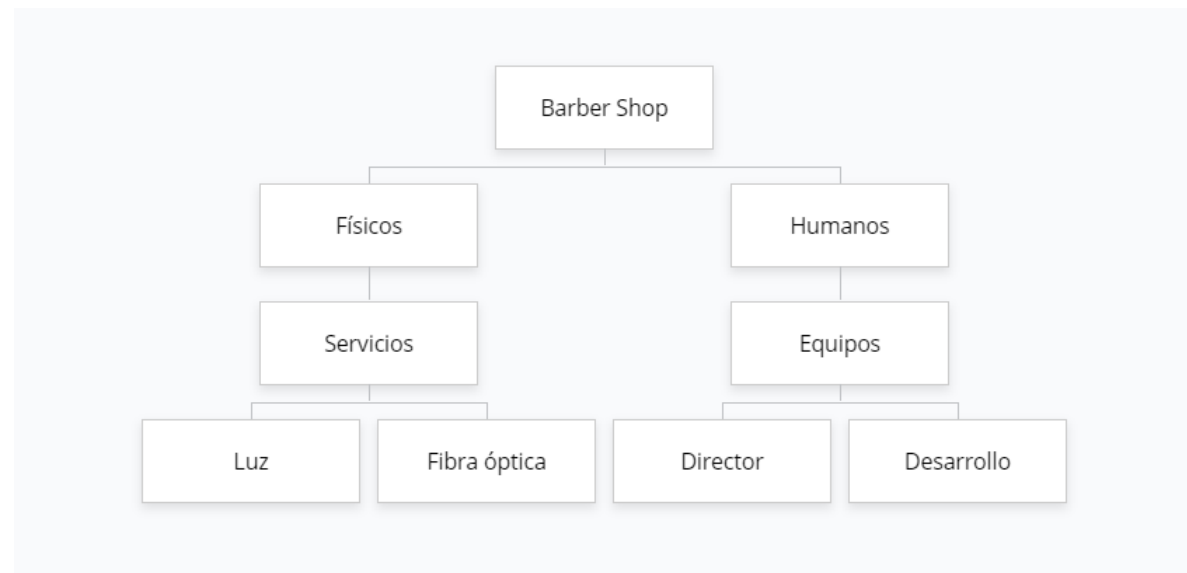 Barber Shop
Físicos
Humanos
Servicios
Equipos
Luz
Fibra óptica
Director
Desarrollo